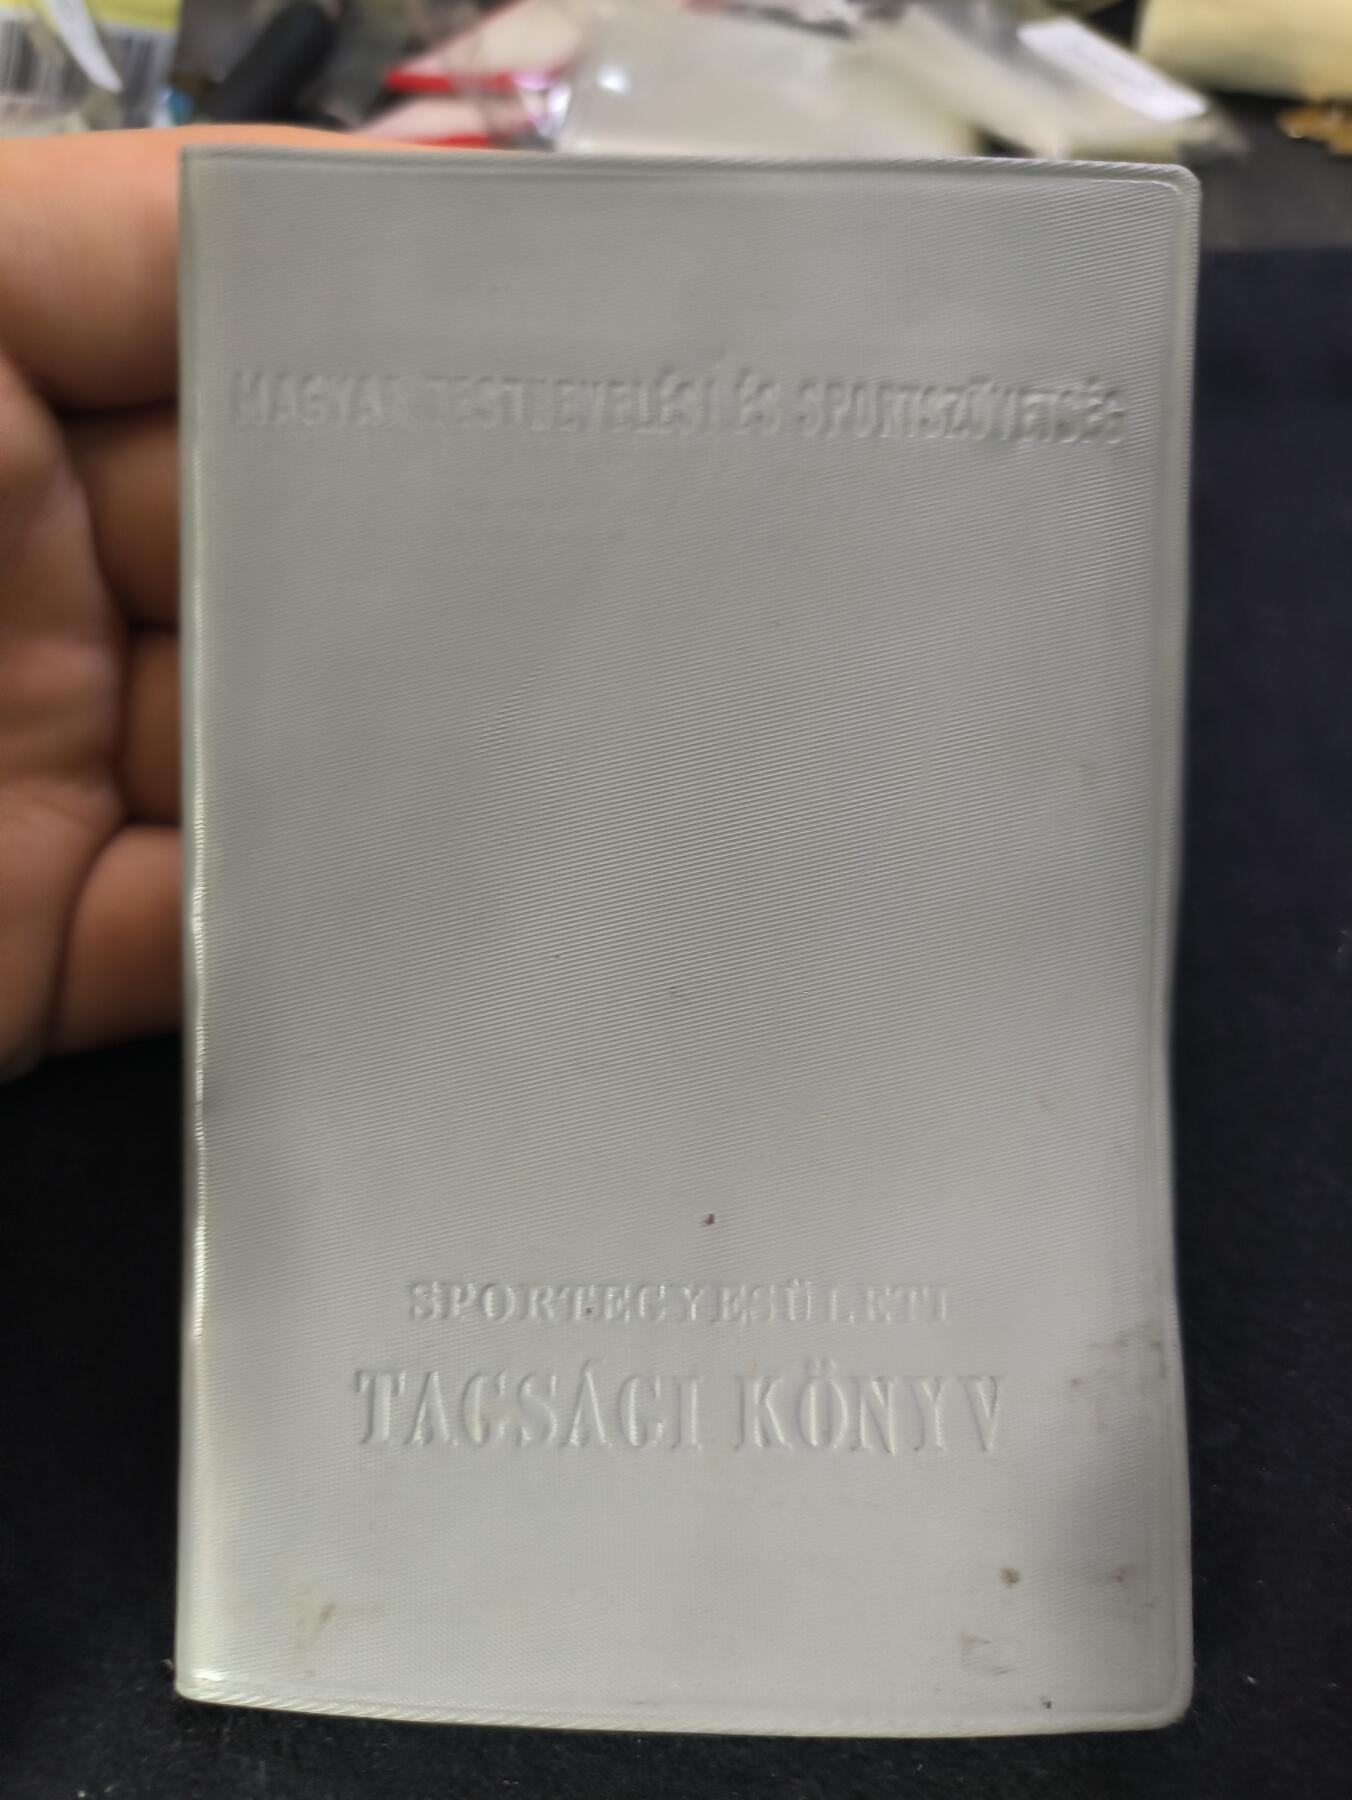 MAGYAR TESTNEVELÉSI ÉS SPORTSZÖVETSÉG
SPORTEGYESÜLETI
TAGSÁGI KÖNYV